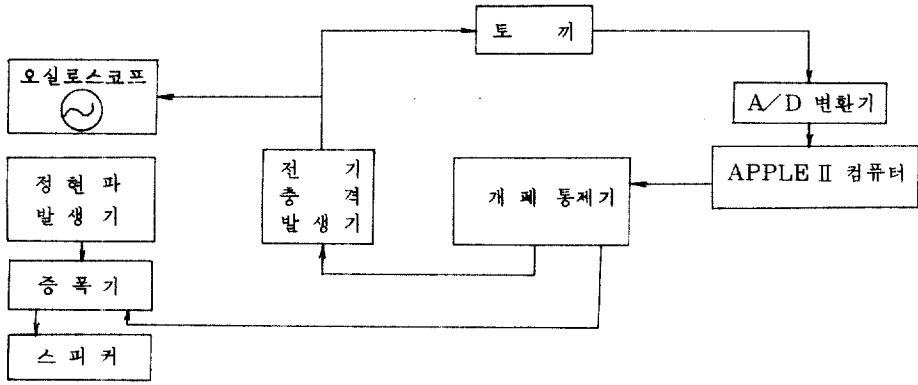 토 끼
오실로스코프
A/D 변환기
APPLE II 컴퓨터
정 현 파
발 생 기
전 기
충 격
발 생 기
개 폐 통제기
증 폭 기
스 피 커